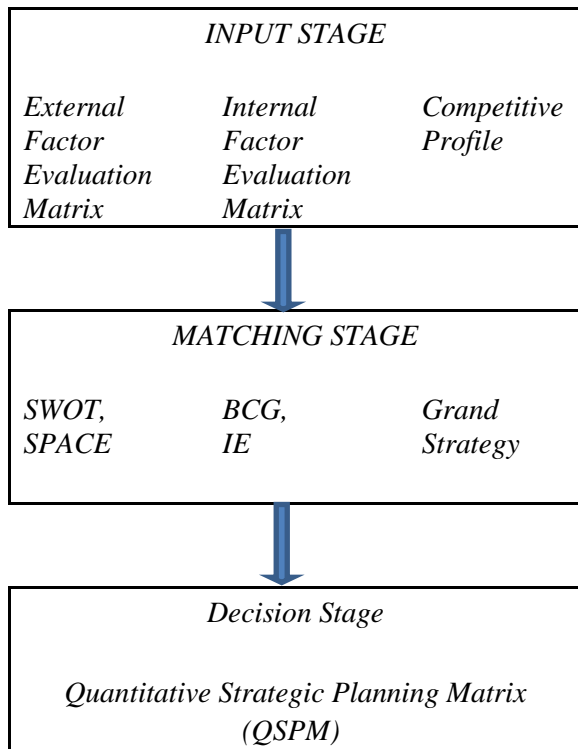 INPUT STAGE
External Internal Competitive
Factor Factor Profile
Evaluation Evaluation
Matrix Matrix
MATCHING STAGE
SWOT, BCG, Grand
SPACE IE Strategy
Decision Stage
Quantitative Strategic Planning Matrix
(QSPM)